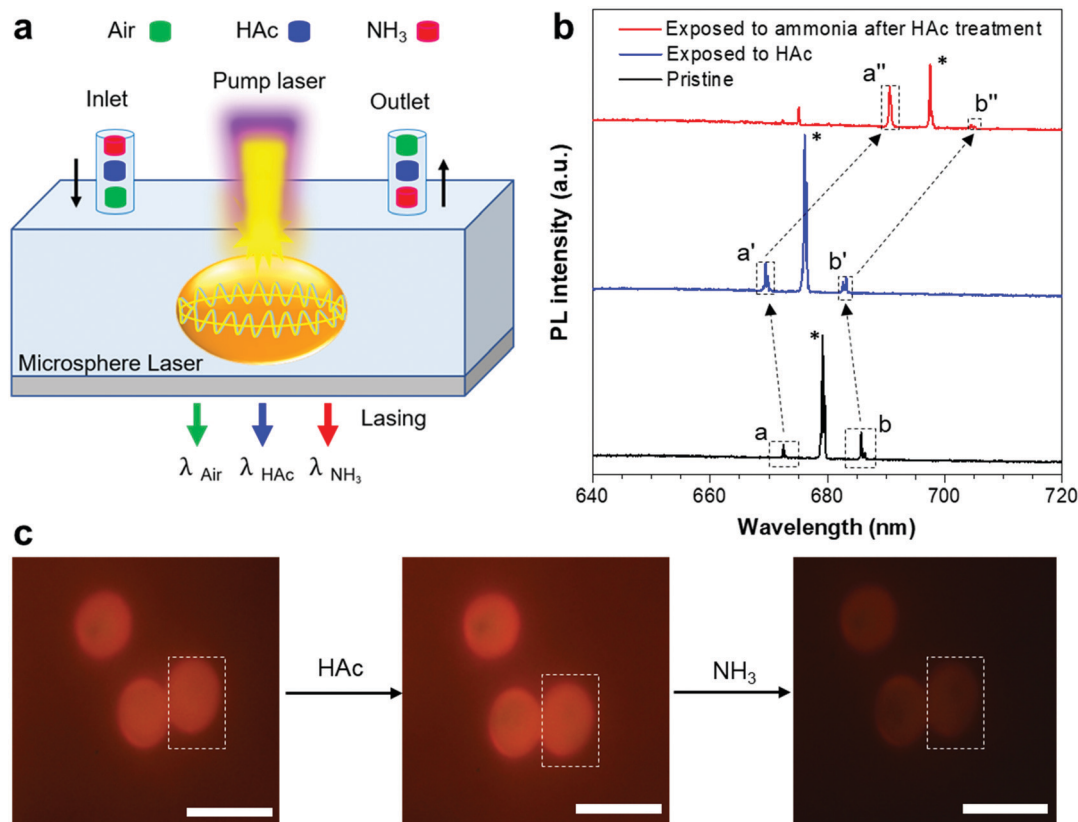 a
Air
HAc
NH₃
Pump laser
Inlet
Outlet
Microsphere Laser
Lasing
λ Air
λ HAc
λ NH₃
b
Exposed to ammonia after HAc treatment
Exposed to HAc
Pristine
a''
*
b''
*
a'
b'
*
a
b
PL intensity (a.u.)
640
660
680
700
720
Wavelength (nm)
c
HAc
NH₃